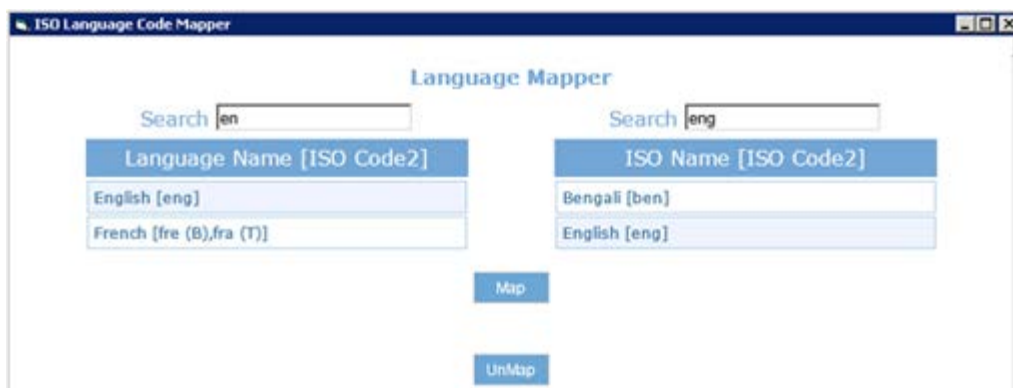 ISO Language Code Mapper
Language Mapper
Search en
Search eng
Language Name [ISO Code2]
ISO Name [ISO Code2]
English [eng]
Bengali [ben]
French [fre (B),fra (T)]
English [eng]
Map
UnMap